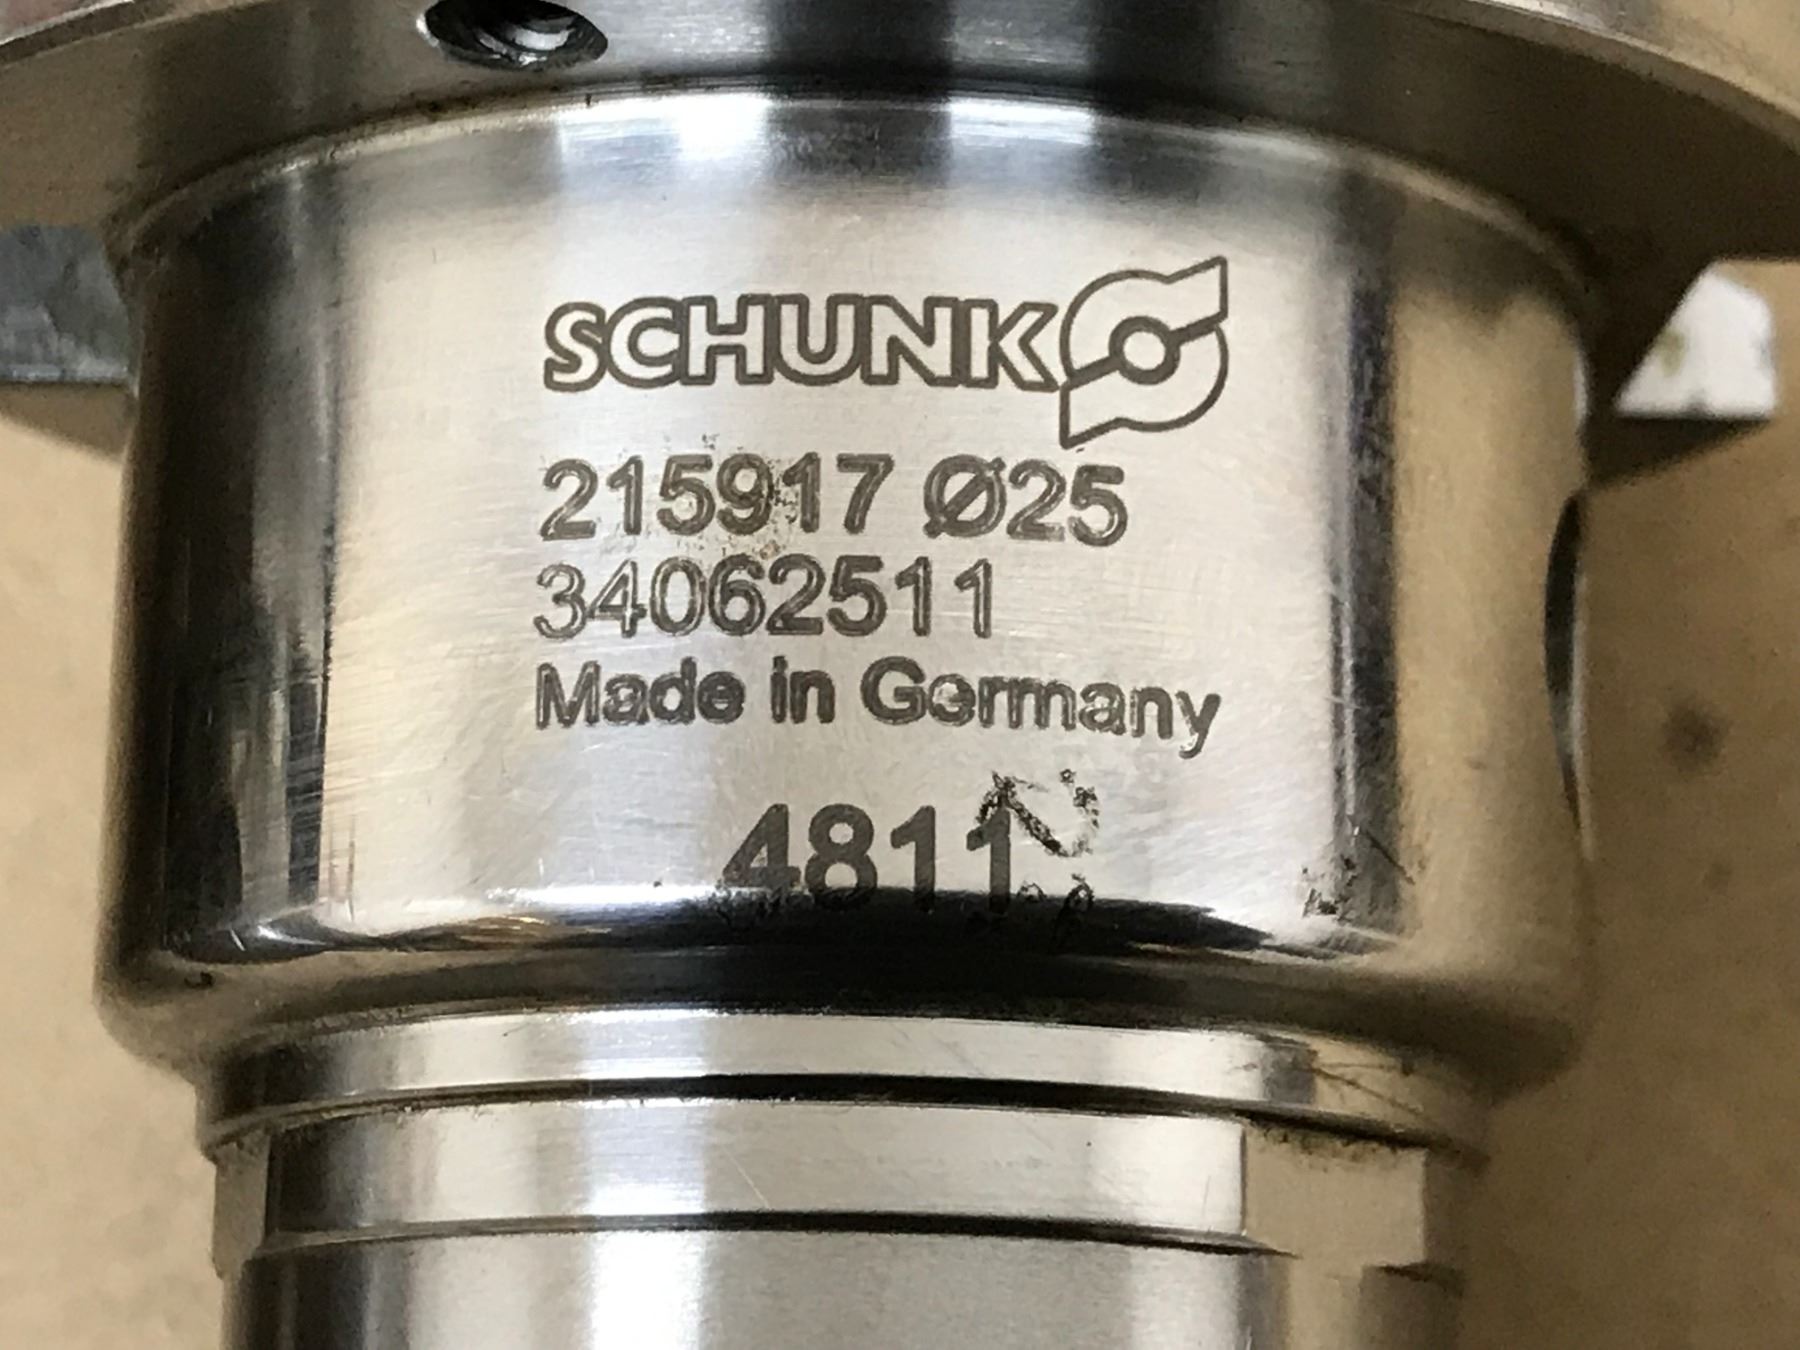 SCHUNK
215917 Ø25
34062511
Made in Germany
4811